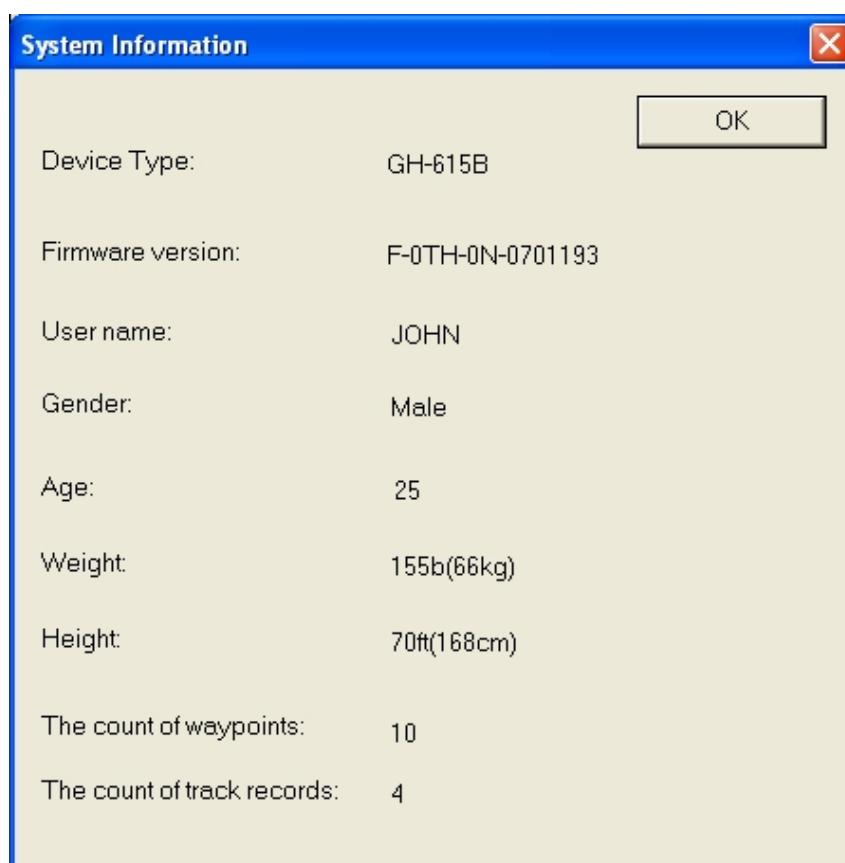 System Information
OK
Device Type: GH-615B
Firmware version: F-0TH-0N-0701193
User name: JOHN
Gender: Male
Age: 25
Weight: 155b(66kg)
Height: 70ft(168cm)
The count of waypoints: 10
The count of track records: 4